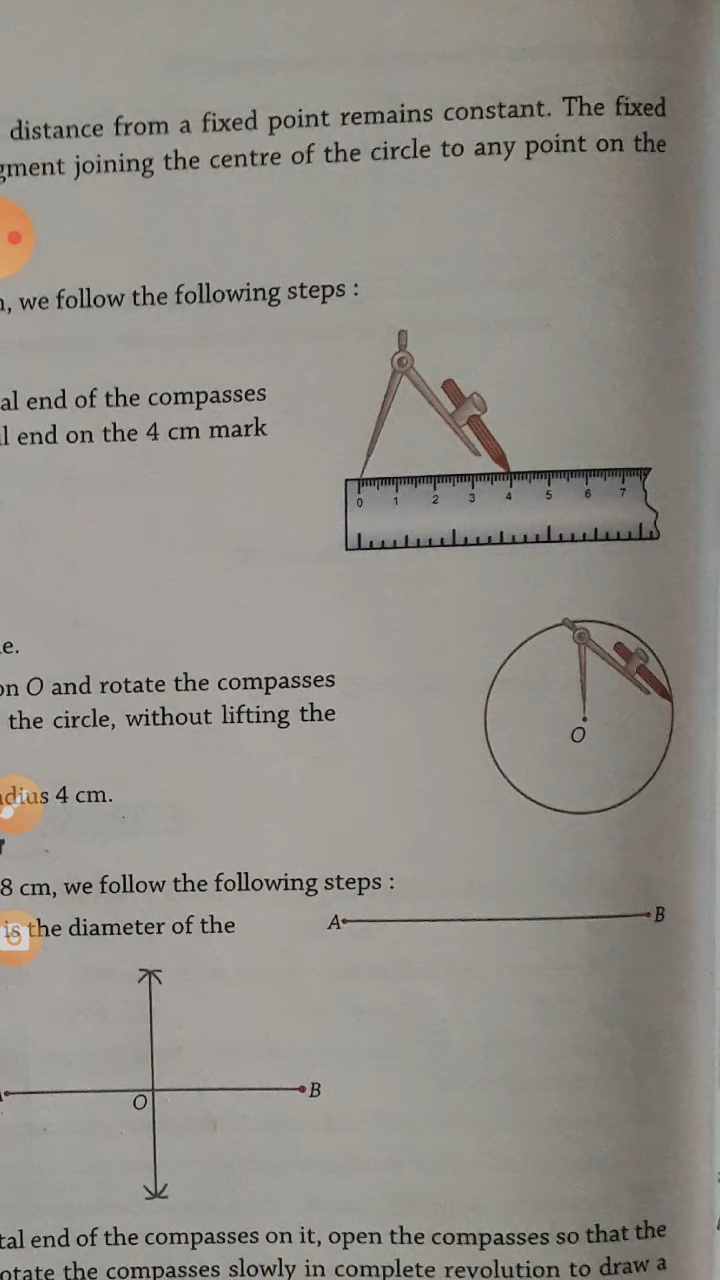 distance from a fixed point remains constant. The fixed
gment joining the centre of the circle to any point on the
, we follow the following steps :
al end of the compasses
l end on the 4 cm mark
0 1 2 3 4 5 6 7
e.
on O and rotate the compasses
the circle, without lifting the
O
dius 4 cm.
8 cm, we follow the following steps :
is the diameter of the
A B
O B
tal end of the compasses on it, open the compasses so that the
otate the compasses slowly in complete revolution to draw a